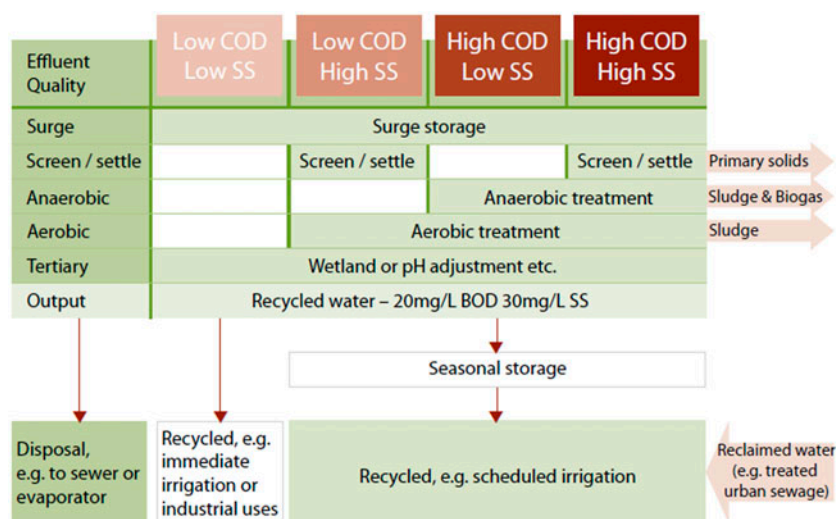 Effluent
Quality
Low COD
Low SS
Low COD
High SS
High COD
Low SS
High COD
High SS
Surge
Surge storage
Screen / settle
Screen / settle
Screen / settle
Primary solids
Anaerobic
Anaerobic treatment
Sludge & Biogas
Aerobic
Aerobic treatment
Sludge
Tertiary
Wetland or pH adjustment etc.
Output
Recycled water – 20mg/L BOD 30mg/L SS
Seasonal storage
Disposal,
e.g. to sewer or
evaporator
Recycled, e.g.
immediate
irrigation or
industrial uses
Recycled, e.g. scheduled irrigation
Reclaimed water
(e.g. treated
urban sewage)